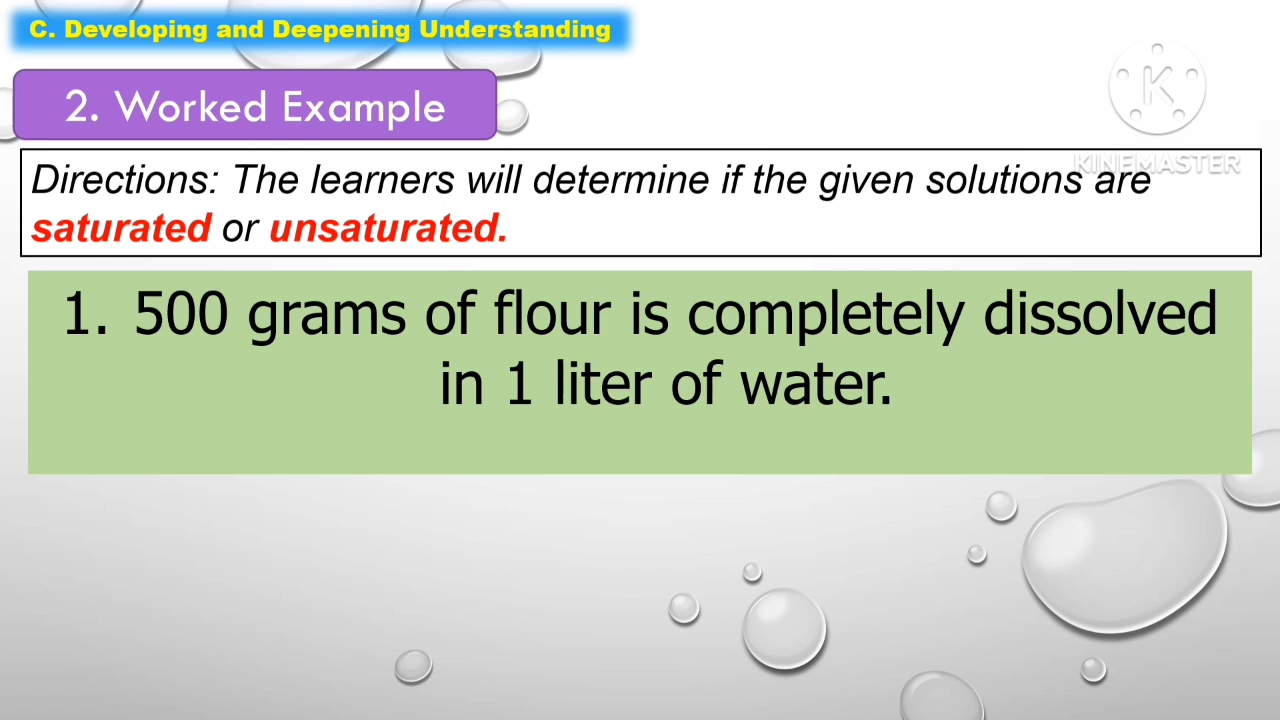 C. Developing and Deepening Understanding
2. Worked Example
K
KINEMASTER
Directions: The learners will determine if the given solutions are
saturated or unsaturated.
1. 500 grams of flour is completely dissolved
in 1 liter of water.